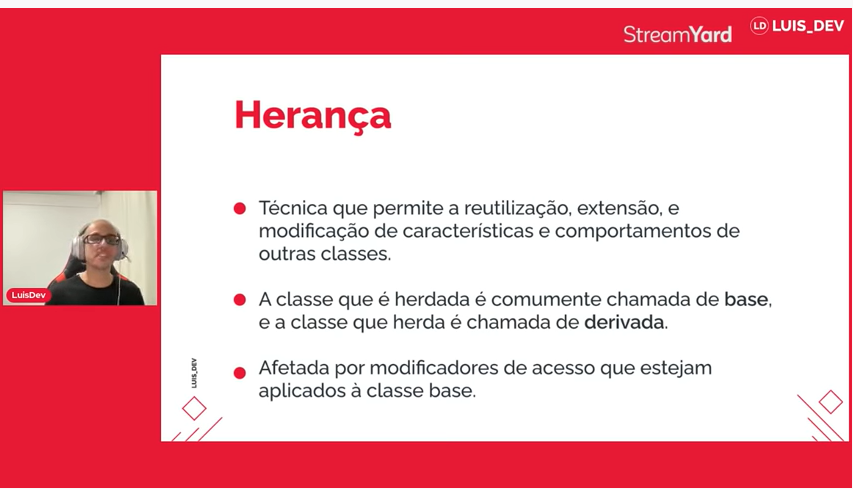 StreamYard
LD LUIS_DEV
Herança
Técnica que permite a reutilização, extensão, e
modificação de características e comportamentos de
outras classes.
A classe que é herdada é comumente chamada de base,
e a classe que herda é chamada de derivada.
Afetada por modificadores de acesso que estejam
aplicados à classe base.
LuisDev
LUIS_DEV